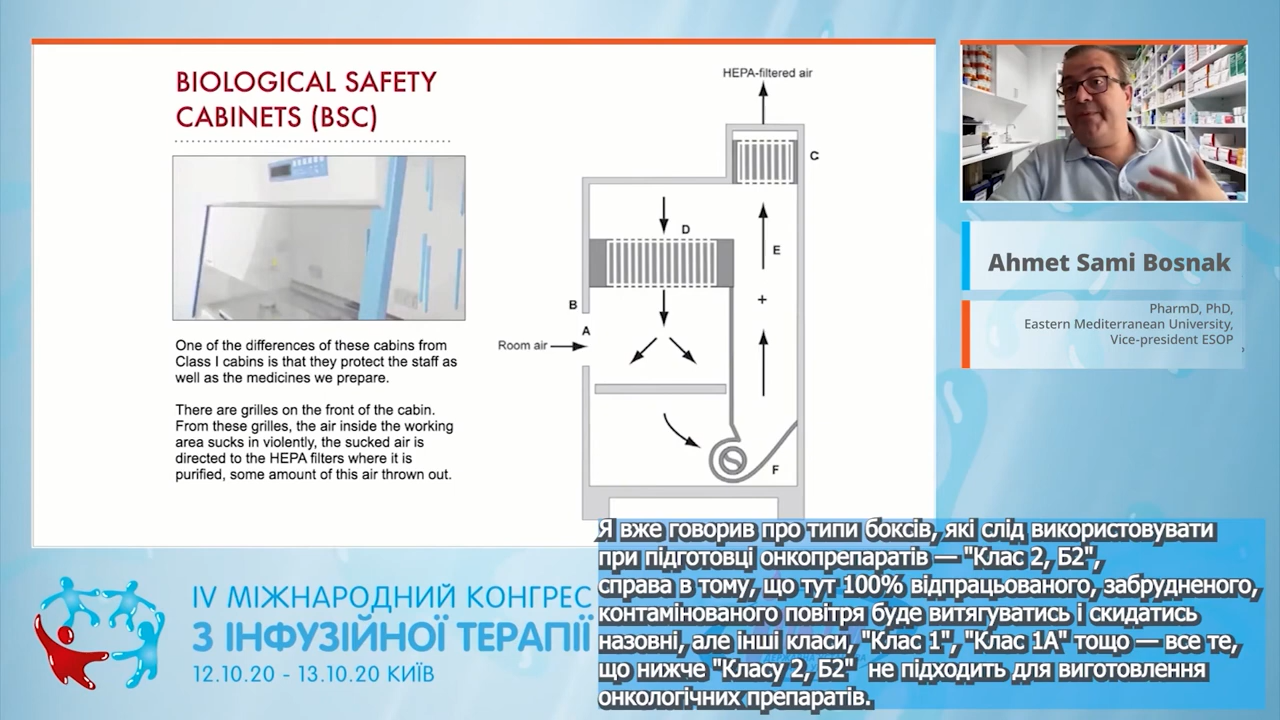 BIOLOGICAL SAFETY
CABINETS (BSC)
One of the differences of these cabins from
Class I cabins is that they protect the staff as
well as the medicines we prepare.
There are grilles on the front of the cabin.
From these grilles, the air inside the working
area sucks in violently, the sucked air is
directed to the HEPA filters where it is
purified, some amount of this air thrown out.
HEPA-filtered air
C
D
E
B
A
Room air
+
F
Ahmet Sami Bosnak
PharmD, PhD,
Eastern Mediterranean University,
Vice-president ESOP
IV МІЖНАРОДНИЙ КОНГРЕС
З ІНФУЗІЙНОЇ ТЕРАПІЇ
12.10.20 - 13.10.20 КИЇВ
Я вже говорив про типи боксів, які слід використовувати
при підготовці онкопрепаратів — "Клас 2, Б2",
справа в тому, що тут 100% відпрацьованого, забрудненого,
контамінованого повітря буде витягуватись і скидатись
назовні, але інші класи, "Клас 1", "Клас 1А" тощо — все те,
що нижче "Класу 2, Б2" не підходить для виготовлення
онкологічних препаратів.